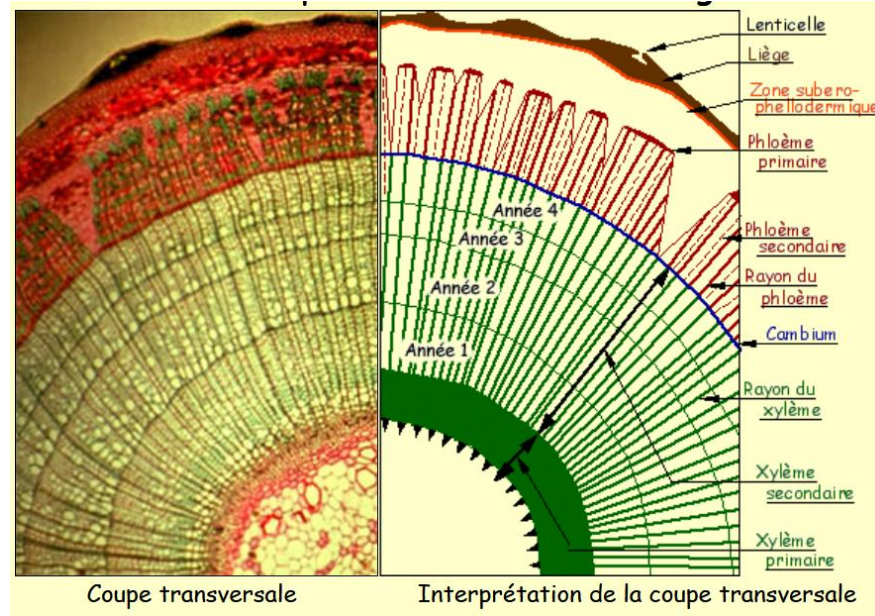 Lenticelle
Liège
Zone subero-
phellodermique
Phloème
primaire
Année 4
Année 3
Phloème
secondaire
Année 2
Rayon du
phloème
Cambium
Année 1
Rayon du
xylème
Xylème
secondaire
Xylème
primaire
Coupe transversale
Interprétation de la coupe transversale